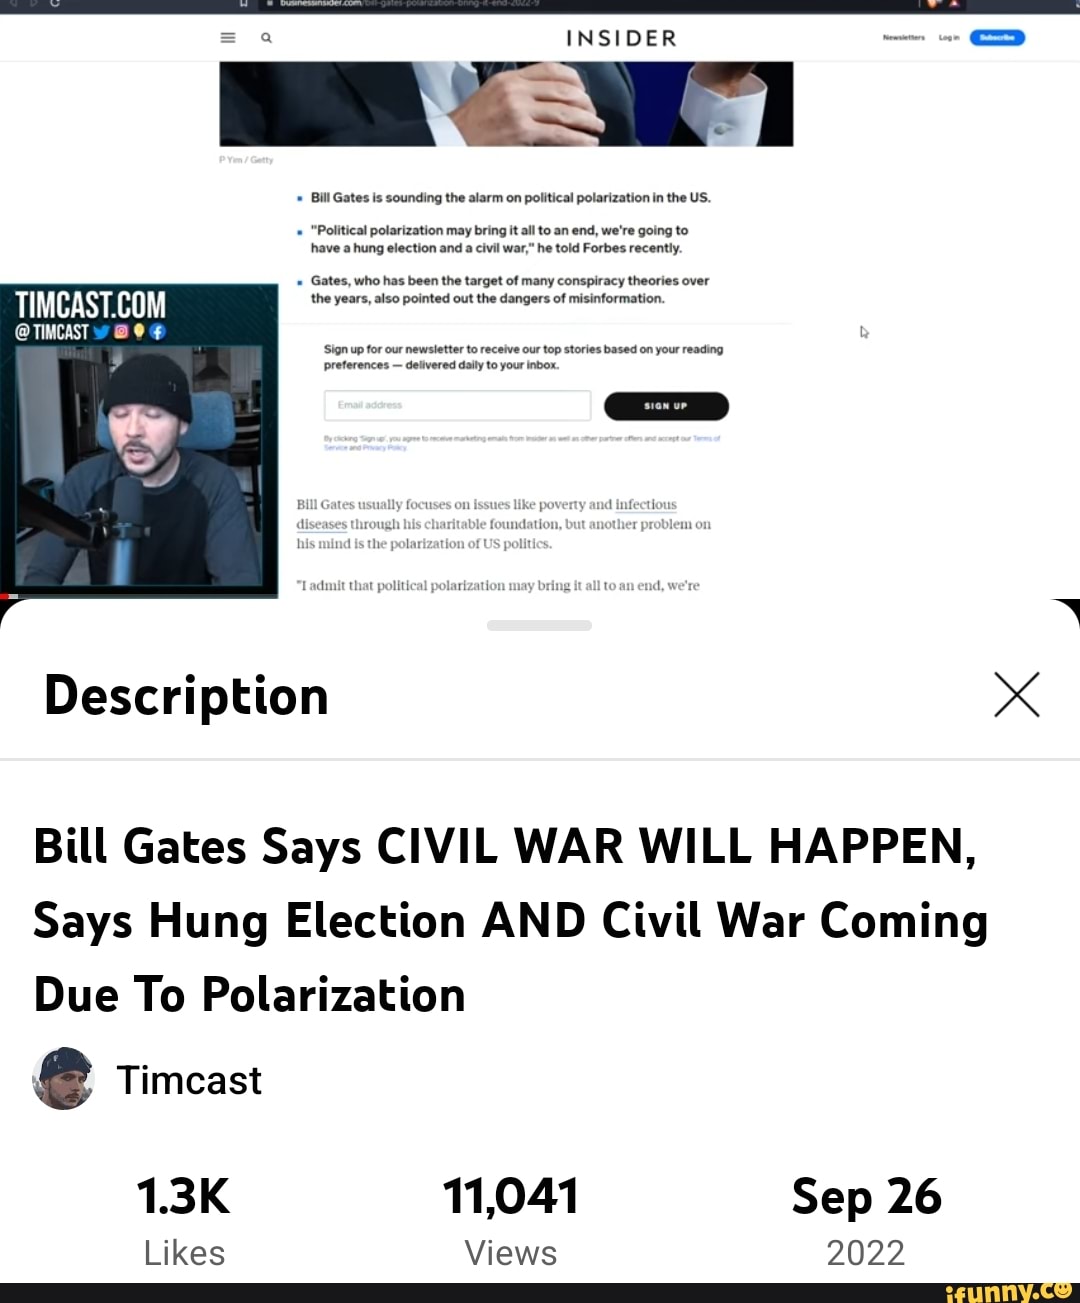 businessinsider.com/bill-gates-polarization-bring-it-end-2022-9
INSIDER
Newsletters Log in Subscribe
P Yim / Getty
Bill Gates is sounding the alarm on political polarization in the US.
"Political polarization may bring it all to an end, we're going to
have a hung election and a civil war," he told Forbes recently.
Gates, who has been the target of many conspiracy theories over
the years, also pointed out the dangers of misinformation.
TIMCAST.COM
@TIMCAST
Sign up for our newsletter to receive our top stories based on your reading
preferences — delivered daily to your inbox.
Email address
SIGN UP
By clicking 'Sign up', you agree to receive marketing emails from Insider as well as other partner offers and accept our Terms of
Service and Privacy Policy
Bill Gates usually focuses on issues like poverty and infectious
diseases through his charitable foundation, but another problem on
his mind is the polarization of US politics.
"I admit that political polarization may bring it all to an end, we're
Description
Bill Gates Says CIVIL WAR WILL HAPPEN,
Says Hung Election AND Civil War Coming
Due To Polarization
Timcast
1.3K 11,041 Sep 26
Likes Views 2022
ifunny.co